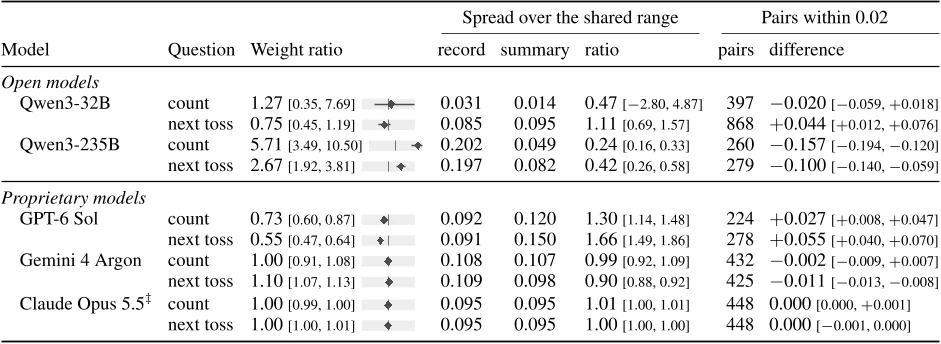 Spread over the shared range Pairs within 0.02
Model Question Weight ratio record summary ratio pairs difference
Open models
Qwen3-32B count 1.27 [0.35, 7.69] 0.031 0.014 0.47 [−2.80, 4.87] 397 −0.020 [−0.059, +0.018]
next toss 0.75 [0.45, 1.19] 0.085 0.095 1.11 [0.69, 1.57] 868 +0.044 [+0.012, +0.076]
Qwen3-235B count 5.71 [3.49, 10.50] 0.202 0.049 0.24 [0.16, 0.33] 260 −0.157 [−0.194, −0.120]
next toss 2.67 [1.92, 3.81] 0.197 0.082 0.42 [0.26, 0.58] 279 −0.100 [−0.140, −0.059]
Proprietary models
GPT-6 Sol count 0.73 [0.60, 0.87] 0.092 0.120 1.30 [1.14, 1.48] 224 +0.027 [+0.008, +0.047]
next toss 0.55 [0.47, 0.64] 0.091 0.150 1.66 [1.49, 1.86] 278 +0.055 [+0.040, +0.070]
Gemini 4 Argon count 1.00 [0.91, 1.08] 0.108 0.107 0.99 [0.92, 1.09] 432 −0.002 [−0.009, +0.007]
next toss 1.10 [1.07, 1.13] 0.109 0.098 0.90 [0.88, 0.92] 425 −0.011 [−0.013, −0.008]
Claude Opus 5.5‡ count 1.00 [0.99, 1.00] 0.095 0.095 1.01 [1.00, 1.01] 448 0.000 [0.000, +0.001]
next toss 1.00 [1.00, 1.01] 0.095 0.095 1.00 [1.00, 1.00] 448 0.000 [−0.001, 0.000]